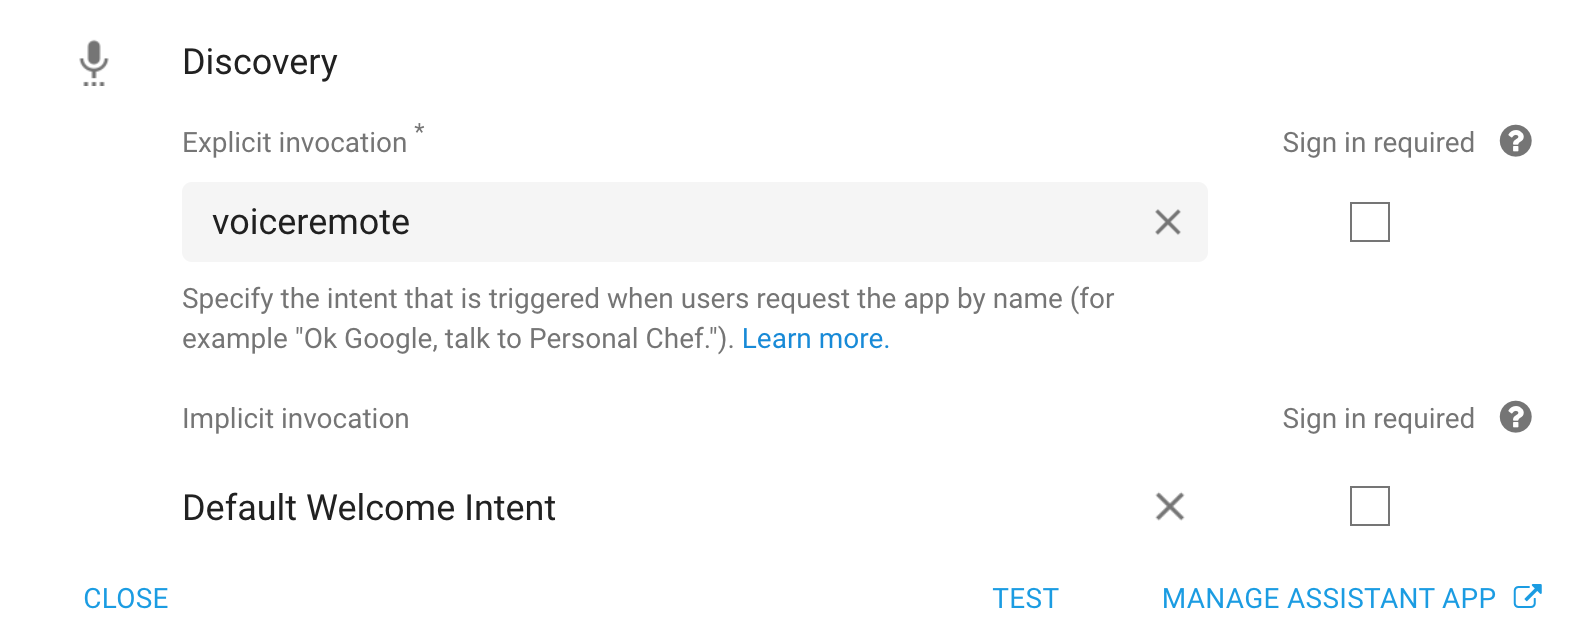 Discovery
Explicit invocation *
Sign in required
voiceremote
Specify the intent that is triggered when users request the app by name (for
example "Ok Google, talk to Personal Chef."). Learn more.
Implicit invocation
Sign in required
Default Welcome Intent
CLOSE
TEST
MANAGE ASSISTANT APP